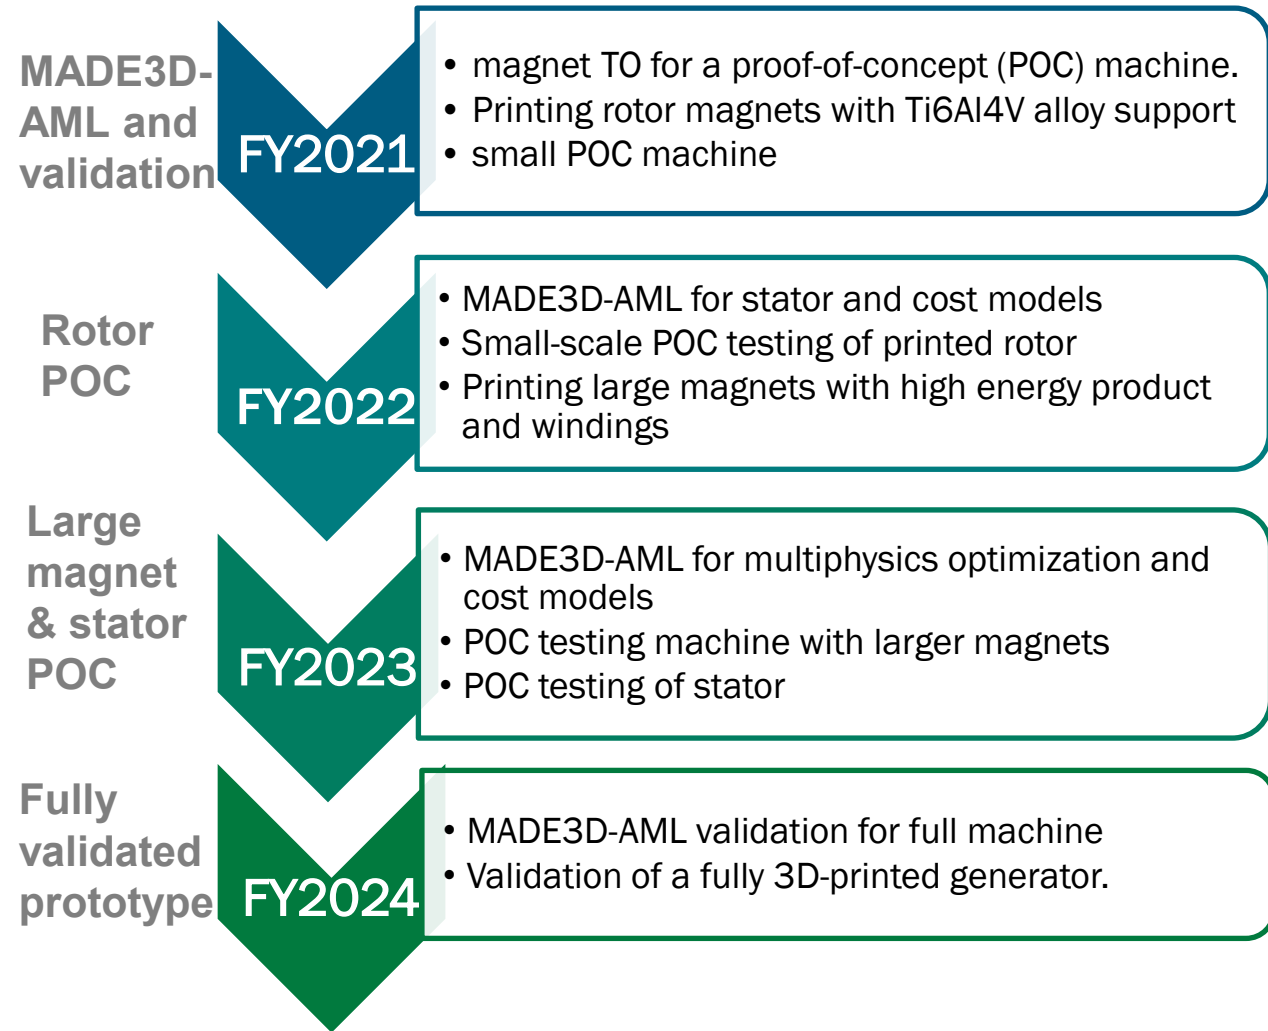 MADE3D-
AML and
validation
FY2021
• magnet TO for a proof-of-concept (POC) machine.
• Printing rotor magnets with Ti6Al4V alloy support
• small POC machine
Rotor
POC
FY2022
• MADE3D-AML for stator and cost models
• Small-scale POC testing of printed rotor
• Printing large magnets with high energy product
and windings
Large
magnet
& stator
POC
FY2023
• MADE3D-AML for multiphysics optimization and
cost models
• POC testing machine with larger magnets
• POC testing of stator
Fully
validated
prototype
FY2024
• MADE3D-AML validation for full machine
• Validation of a fully 3D-printed generator.